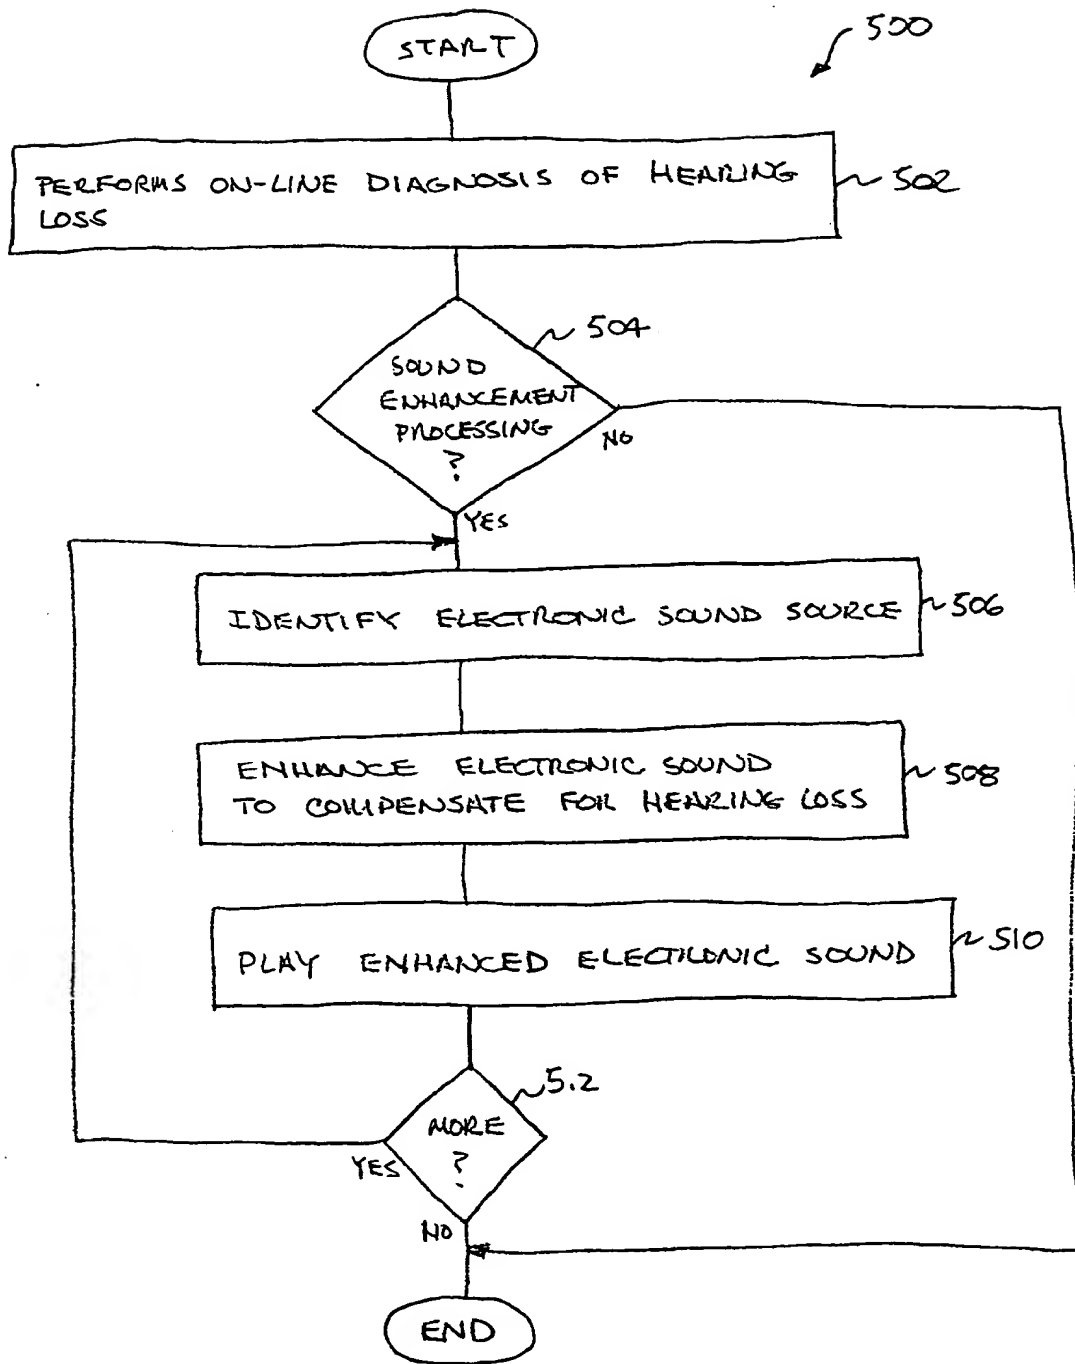 START
500
PERFORMS ON-LINE DIAGNOSIS OF HEARING
LOSS
502
504
SOUND
ENHANCEMENT
PROCESSING
?
NO
YES
IDENTIFY ELECTRONIC SOUND SOURCE
506
ENHANCE ELECTRONIC SOUND
TO COMPENSATE FOR HEARING LOSS
508
PLAY ENHANCED ELECTRONIC SOUND
510
5.2
MORE
?
YES
NO
END